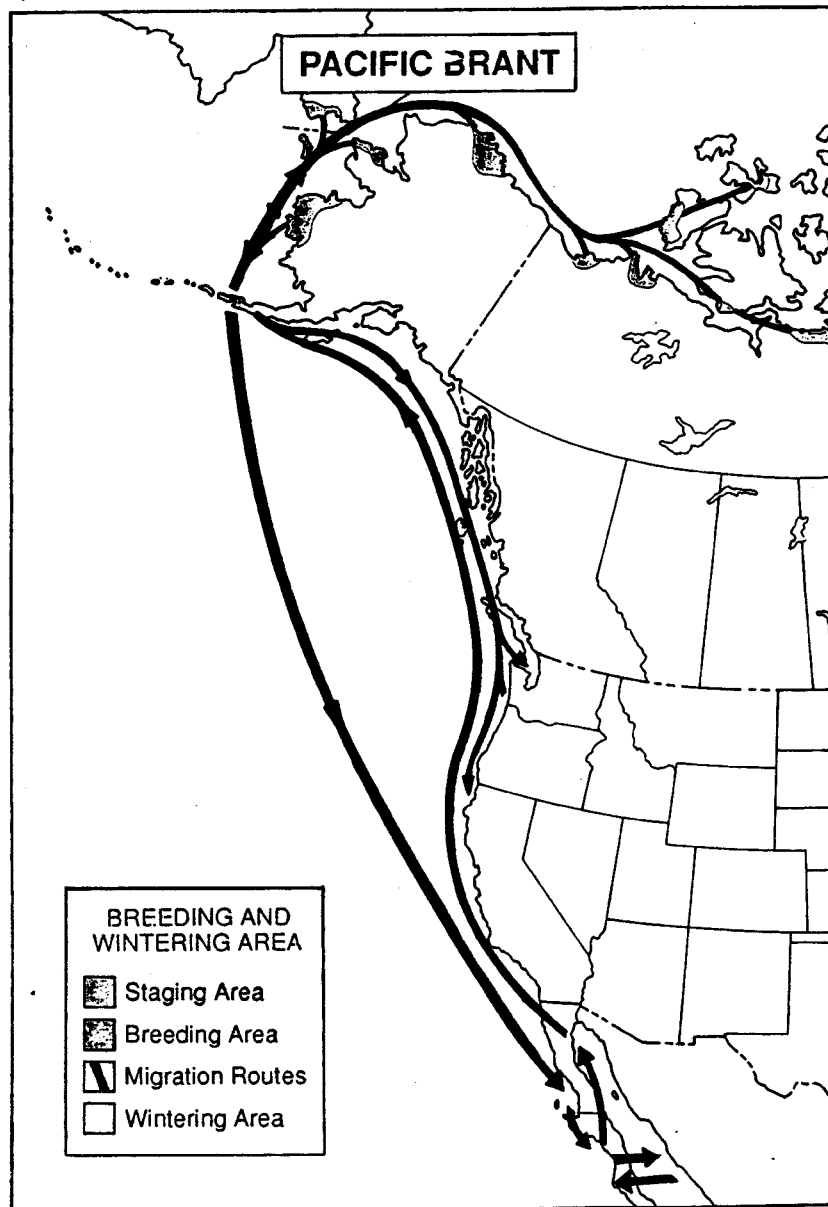 PACIFIC BRANT
BREEDING AND
WINTERING AREA
Staging Area
Breeding Area
Migration Routes
Wintering Area